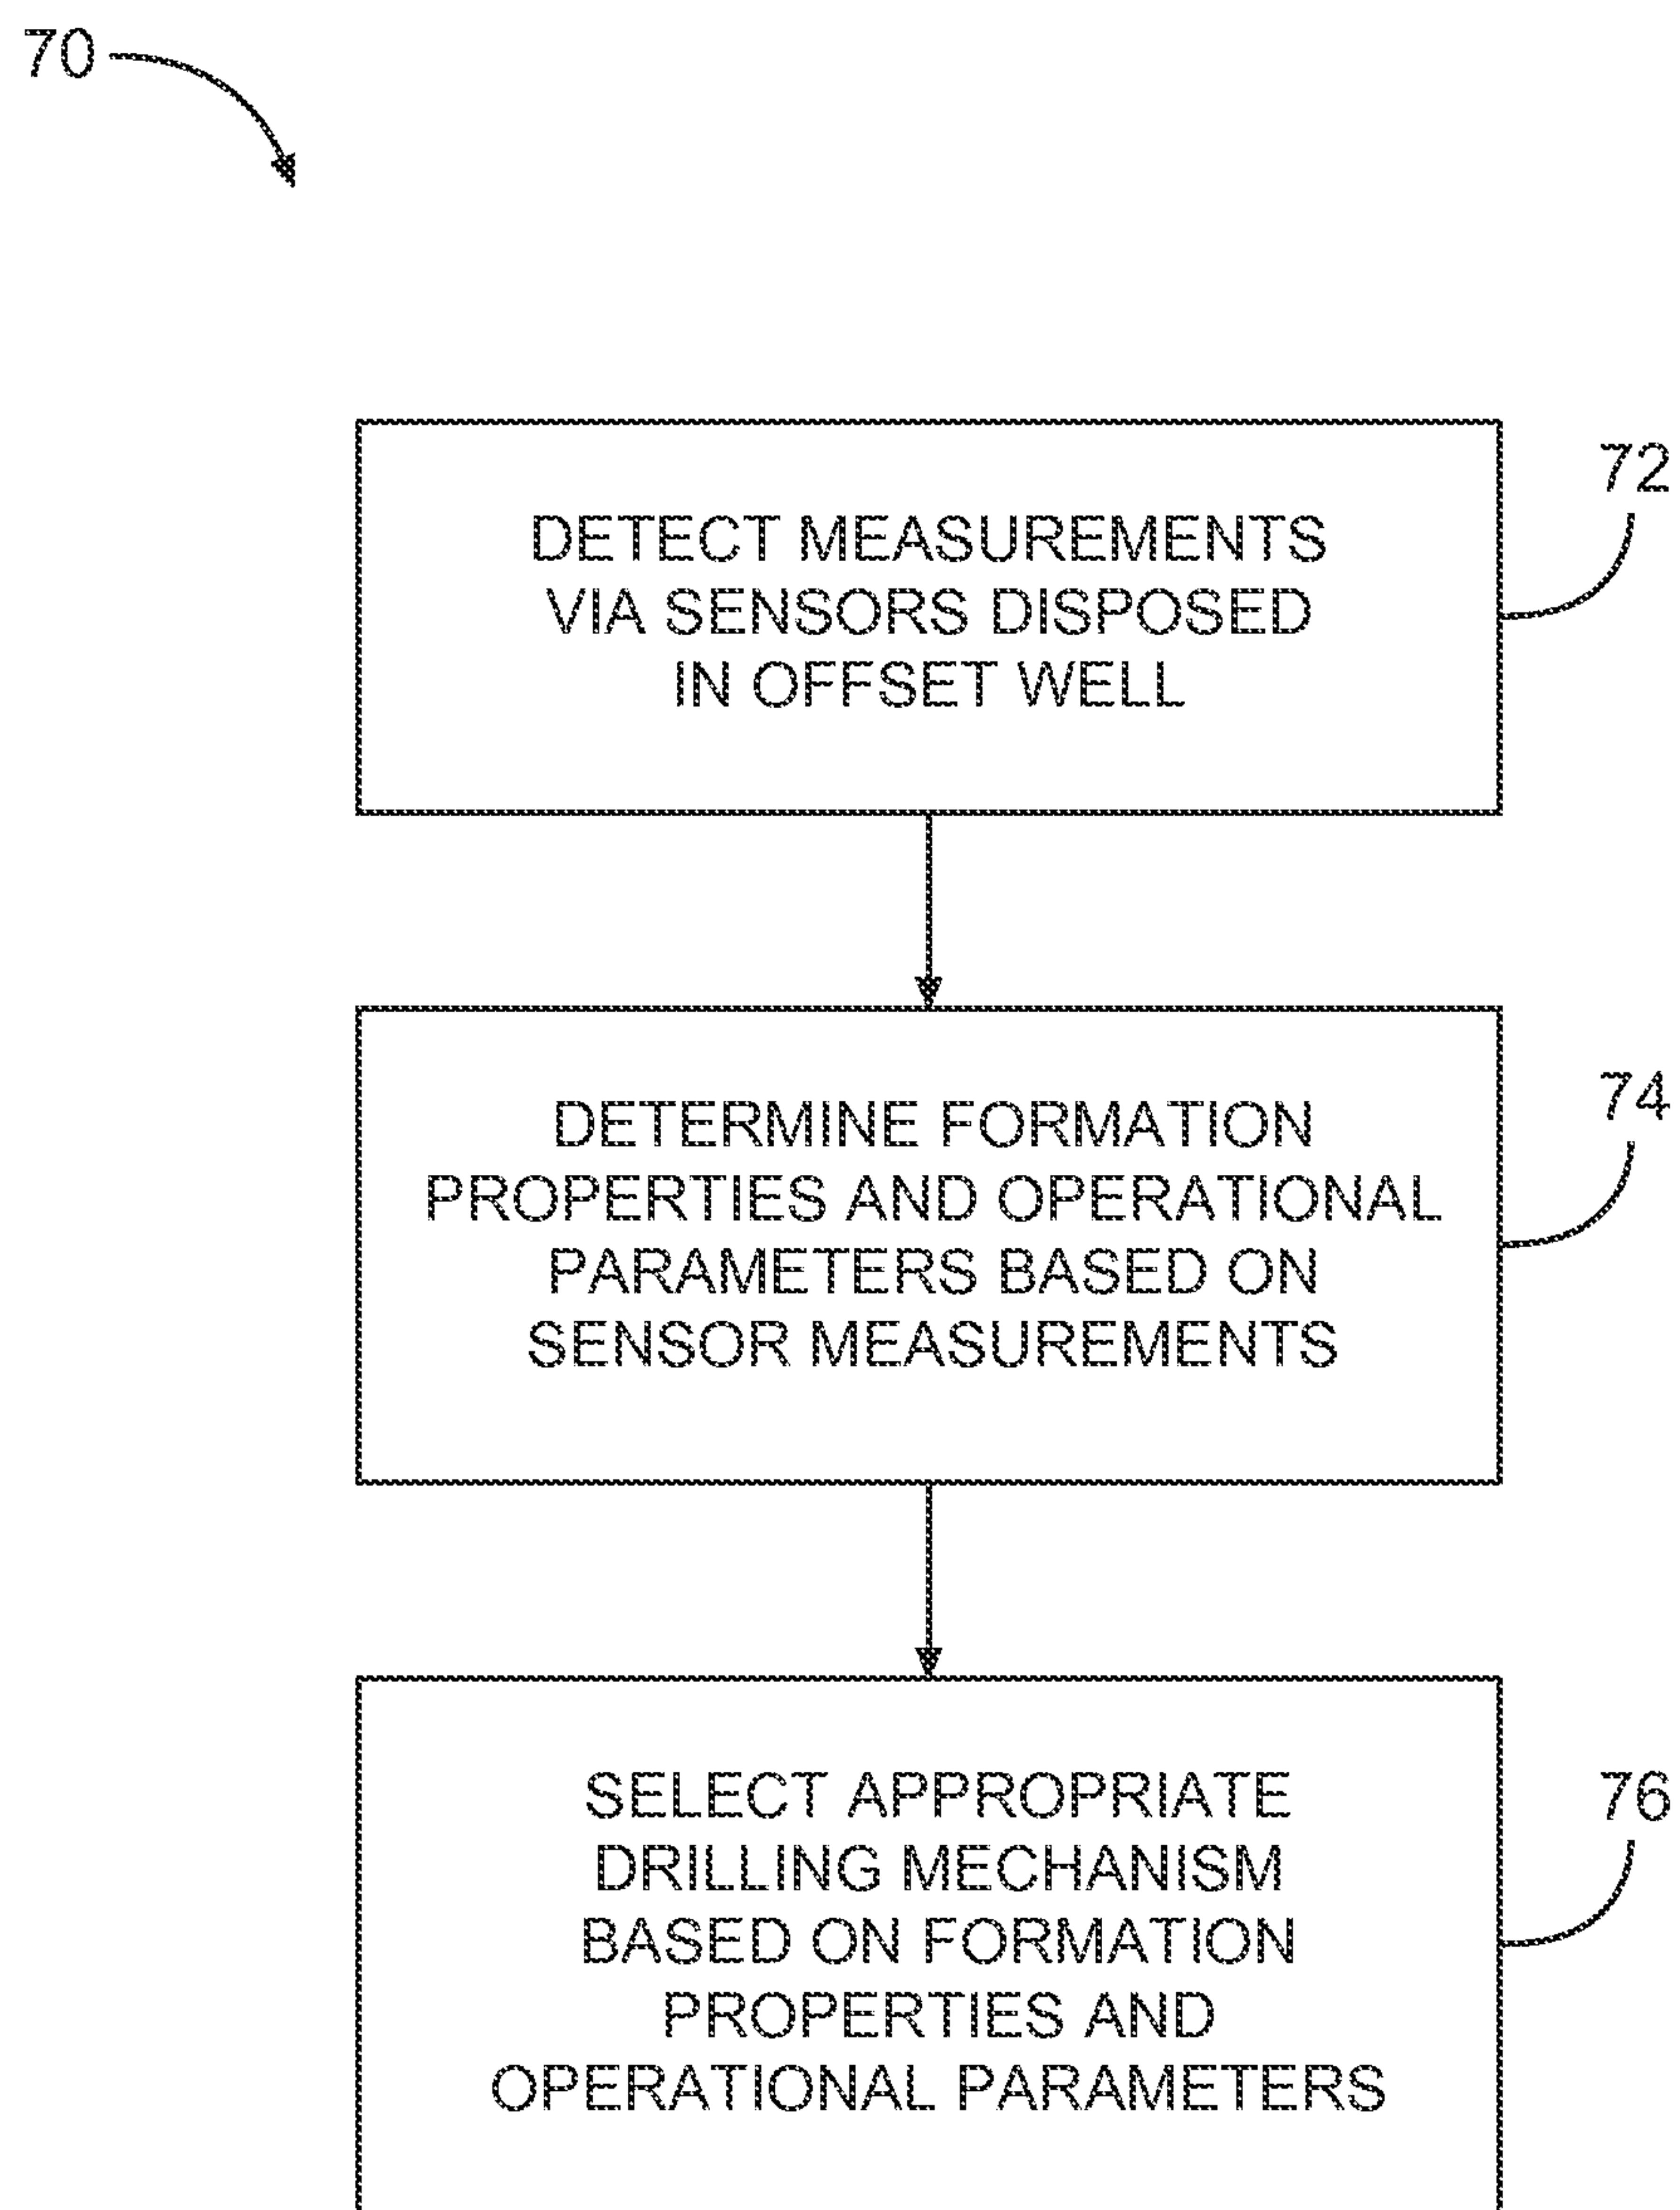 70
72
DETECT MEASUREMENTS
VIA SENSORS DISPOSED
IN OFFSET WELL
74
DETERMINE FORMATION
PROPERTIES AND OPERATIONAL
PARAMETERS BASED ON
SENSOR MEASUREMENTS
76
SELECT APPROPRIATE
DRILLING MECHANISM
BASED ON FORMATION
PROPERTIES AND
OPERATIONAL PARAMETERS